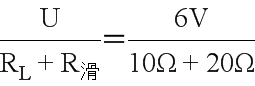 U/(R_L + R_滑) = 6V/(10Ω + 20Ω)